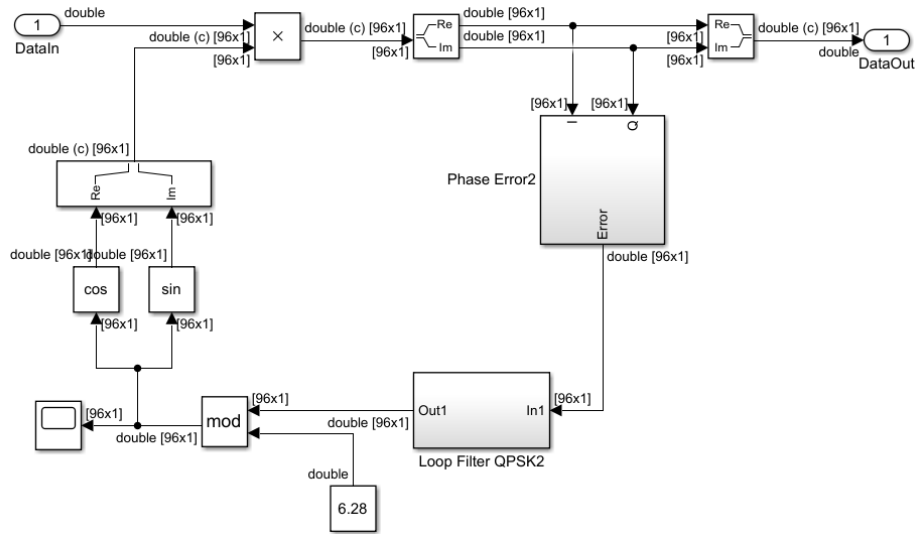 1
DataIn
double
double (c) [96x1]
[96x1]
×
double (c) [96x1]
[96x1]
Re
Im
double [96x1]
double [96x1]
[96x1]
[96x1]
Re
Im
double (c) [96x1]
double
1
DataOut
[96x1]
[96x1]
I
Q
Phase Error2
Error
double [96x1]
double (c) [96x1]
Re
Im
[96x1]
[96x1]
double [96x1]
double [96x1]
cos
sin
[96x1]
[96x1]
[96x1]
double [96x1]
mod
[96x1]
double [96x1]
Out1
In1
[96x1]
Loop Filter QPSK2
double
6.28